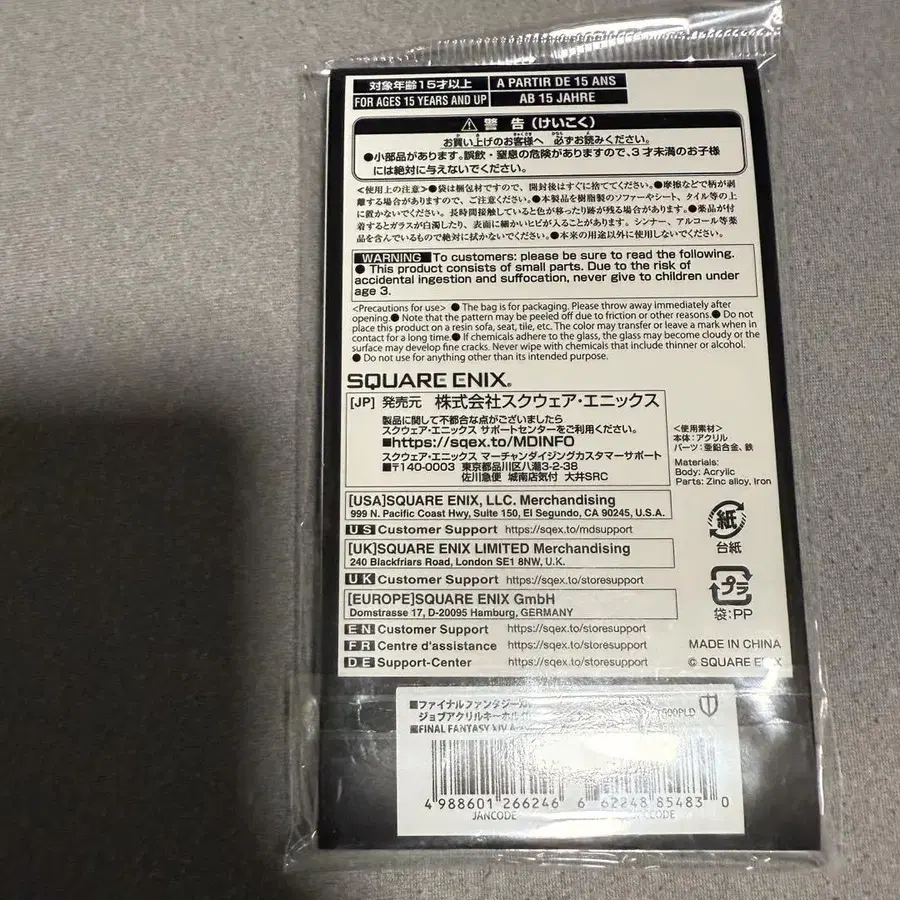 対象年齢15才以上
A PARTIR DE 15 ANS
FOR AGES 15 YEARS AND UP
AB 15 JAHRE
⚠警告(けいこく)
お買い上げのお客様へ 必ずお読みください。
●小部品があります。誤飲・窒息の危険がありますので、3才未満のお子様
には絶対に与えないでください。
<使用上の注意>●袋は梱包材ですので、開封後はすぐに捨ててください。●摩擦などで柄が剥
離する場合がありますので、ご注意ください。●本製品を樹脂製のソファーやシート、タイル等の上
に置かないでください。長時間接触していると色が移ったり跡が残る場合があります。●薬品が付
着するとガラスが白濁したり、表面に細かいヒビが入ることがあります。シンナー、アルコール等薬
品を含んでいるもので絶対に拭かないでください。●本来の用途以外に使用しないでください。
WARNING To customers: please be sure to read the following.
● This product consists of small parts. Due to the risk of
accidental ingestion and suffocation, never give to children under
age 3.
<Precautions for use> ● The bag is for packaging. Please throw away immediately after
opening.● Note that the pattern may be peeled off due to friction or other reasons.● Do not
place this product on a resin sofa, seat, tile, etc. The color may transfer or leave a mark when in
contact for a long time.● If chemicals adhere to the glass, the glass may become cloudy or the
surface may develop fine cracks. Never wipe with chemicals that include thinner or alcohol.
● Do not use for anything other than its intended purpose.
SQUARE ENIX®
[JP] 発売元 株式会社スクウェア・エニックス
製品に関して不都合な点がございましたら
スクウェア・エニックス サポートセンターをご利用ください。
■https://sqex.to/MDINFO
スクウェア・エニックス マーチャンダイジングカスタマーサポート
■〒140-0003 東京都品川区八潮3-2-38
佐川急便 城南店気付 大井SRC
<使用素材>
本体:アクリル
パーツ:亜鉛合金、鉄
Materials:
Body: Acrylic
Parts: Zinc alloy, iron
[USA]SQUARE ENIX, LLC. Merchandising
999 N. Pacific Coast Hwy, Suite 150, El Segundo, CA 90245, U.S.A.
US Customer Support https://sqex.to/mdsupport
紙
台紙
[UK]SQUARE ENIX LIMITED Merchandising
240 Blackfriars Road, London SE1 8NW, U.K.
UK Customer Support https://sqex.to/storesupport
プラ
袋:PP
[EUROPE]SQUARE ENIX GmbH
Domstrasse 17, D-20095 Hamburg, GERMANY
EN Customer Support https://sqex.to/storesupport
FR Centre d'assistance https://sqex.to/storesupport
DE Support-Center https://sqex.to/storesupport
MADE IN CHINA
© SQUARE ENIX
■ファイナルファンタジー
ジョブアクリルキーホル
■FINAL FANTASY XIV
4 988601 266246
6 62248 85483 0
JANCODE